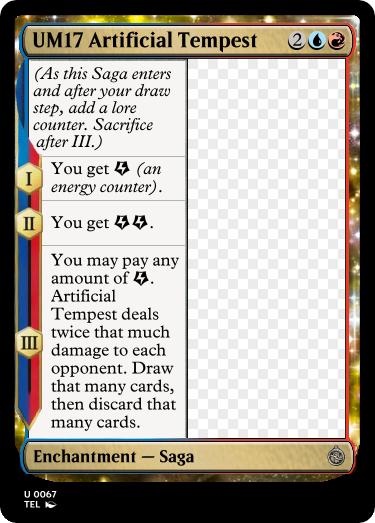 UM17 Artificial Tempest 2
(As this Saga enters
and after your draw
step, add a lore
counter. Sacrifice
after III.)
I
You get (an
energy counter).
II
You get .
You may pay any
amount of .
Artificial
Tempest deals
III
twice that much
damage to each
opponent. Draw
that many cards,
then discard that
many cards.
Enchantment — Saga
U 0067
TEL